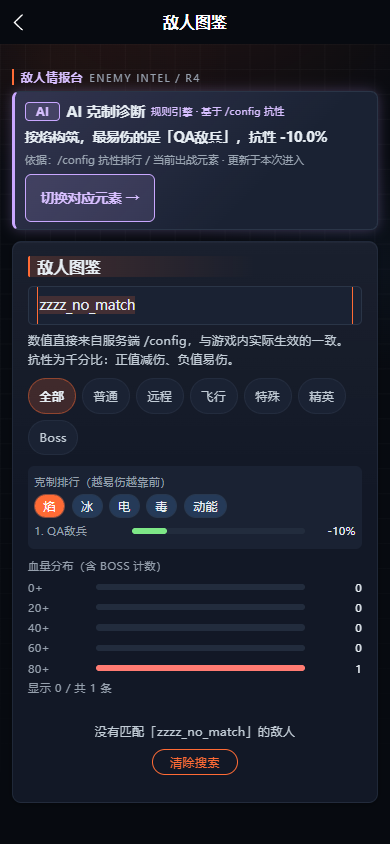 敌人图鉴
敌人情报台 ENEMY INTEL / R4
AI AI 克制诊断 规则引擎 · 基于 /config 抗性
按焰构筑，最易伤的是「QA敌兵」，抗性 -10.0%
依据：/config 抗性排行 / 当前出战元素 · 更新于本次进入
切换对应元素 →
敌人图鉴
zzzz_no_match
数值直接来自服务端 /config，与游戏内实际生效的一致。
抗性为千分比：正值减伤、负值易伤。
全部 普通 远程 飞行 特殊 精英
Boss
克制排行（越易伤越靠前）
焰 冰 电 毒 动能
1. QA敌兵 -10%
血量分布（含 BOSS 计数）
0+ 0
20+ 0
40+ 0
60+ 0
80+ 1
显示 0 / 共 1 条
没有匹配「zzzz_no_match」的敌人
清除搜索